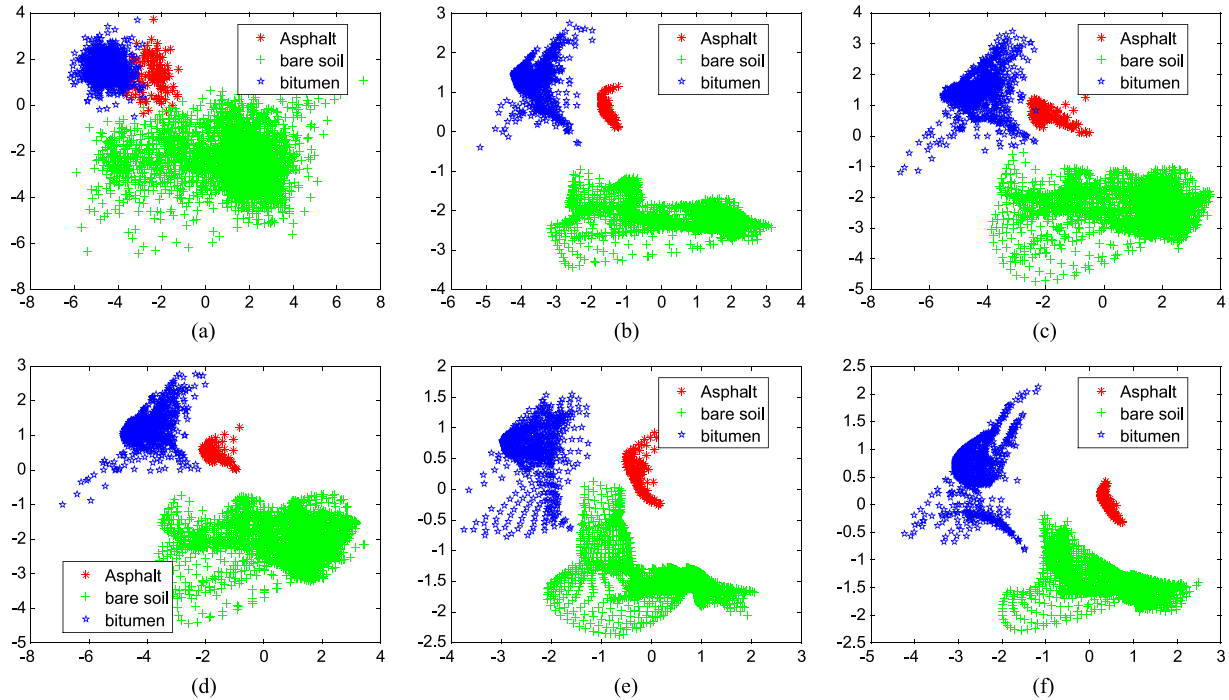 8
6
4
2
0
-2
-4
-6
-8
Asphalt
bare soil
bitumen
-8 -6 -4 -2 0 2 4 6 8
(a)
3
2
1
0
-1
-2
-3
-4
Asphalt
bare soil
bitumen
-6 -5 -4 -3 -2 -1 0 1 2 3 4
(b)
4
3
2
1
0
-1
-2
-3
-4
-5
Asphalt
bare soil
bitumen
-8 -6 -4 -2 0 2 4
(c)
3
2
1
0
-1
-2
-3
-4
-5
Asphalt
bare soil
bitumen
-8 -6 -4 -2 0 2 4
(d)
2
1.5
1
0.5
0
-0.5
-1
-1.5
-2
-2.5
Asphalt
bare soil
bitumen
-4 -3 -2 -1 0 1 2 3
(e)
2.5
2
1.5
1
0.5
0
-0.5
-1
-1.5
-2
-2.5
Asphalt
bare soil
bitumen
-5 -4 -3 -2 -1 0 1 2 3
(f)